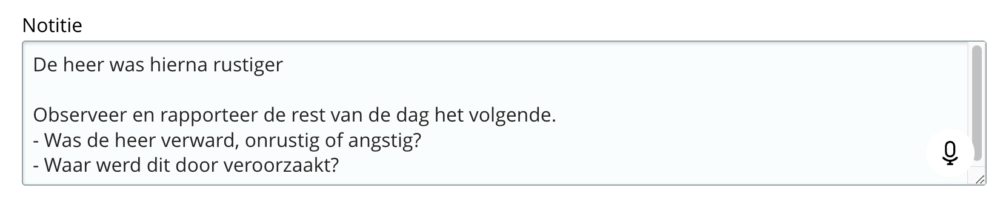 Notitie
De heer was hierna rustiger
Observeer en rapporteer de rest van de dag het volgende.
- Was de heer verward, onrustig of angstig?
- Waar werd dit door veroorzaakt?